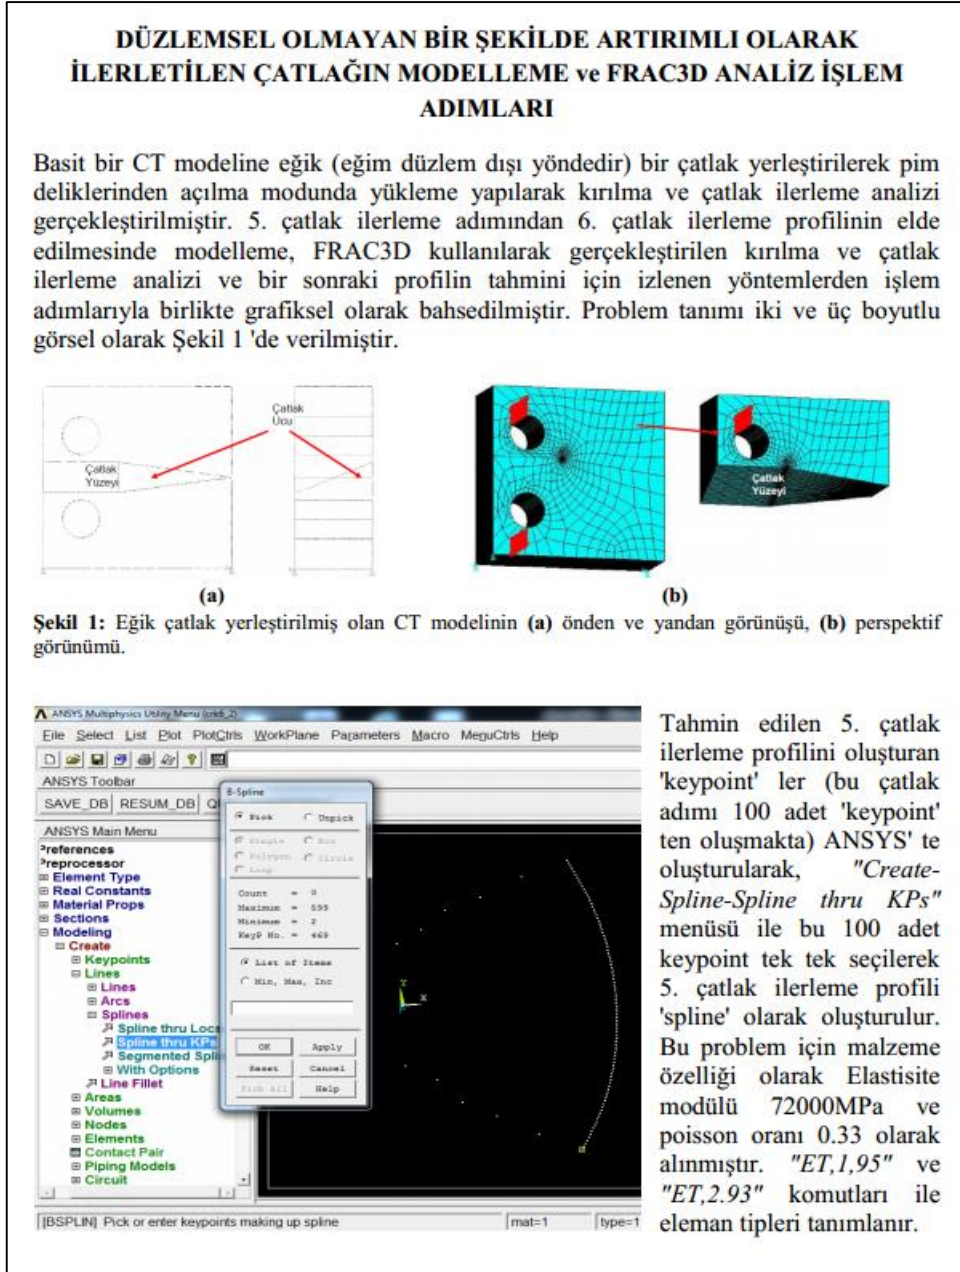 DÜZLEMSEL OLMAYAN BİR ŞEKİLDE ARTIRIMLI OLARAK
İLERLETİLEN ÇATLAĞIN MODELLEME ve FRAC3D ANALİZ İŞLEM
ADIMLARI
Basit bir CT modeline eğik (eğim düzlem dışı yöndedir) bir çatlak yerleştirilerek pim
deliklerinden açılma modunda yükleme yapılarak kırılma ve çatlak ilerleme analizi
gerçekleştirilmiştir. 5. çatlak ilerleme adımından 6. çatlak ilerleme profilinin elde
edilmesinde modelleme, FRAC3D kullanılarak gerçekleştirilen kırılma ve çatlak
ilerleme analizi ve bir sonraki profilin tahmini için izlenen yöntemlerden işlem
adımlarıyla birlikte grafiksel olarak bahsedilmiştir. Problem tanımı iki ve üç boyutlu
görsel olarak Şekil 1 'de verilmiştir.
Çatlak
Ucu
Çatlak
Yüzeyi
Çatlak
Yüzeyi
(a)
(b)
Şekil 1: Eğik çatlak yerleştirilmiş olan CT modelinin (a) önden ve yandan görünüşü, (b) perspektif
görünümü.
ANSYS Multiphysics Utility Menu (crk6_2)
File Select List Plot PlotCtrls WorkPlane Parameters Macro MenuCtrls Help
ANSYS Toolbar
SAVE_DB RESUM_DB
ANSYS Main Menu
Preferences
Preprocessor
Element Type
Real Constants
Material Props
Sections
Modeling
Create
Keypoints
Lines
Lines
Arcs
Splines
Spline thru Locs
Spline thru KPs
Segmented Spli
With Options
Line Fillet
Areas
Volumes
Nodes
Elements
Contact Pair
Piping Models
Circuit
B-Spline
Pick Unpick
Single Box
Polygon Circle
Loop
Count = 0
Maximum = 599
Minimum = 2
KeyP No. = 469
List of Items
Min, Max, Inc
OK Apply
Reset Cancel
Pick All Help
Y
X
[BSPLIN] Pick or enter keypoints making up spline
mat=1
type=1
Tahmin edilen 5. çatlak
ilerleme profilini oluşturan
'keypoint' ler (bu çatlak
adımı 100 adet 'keypoint'
ten oluşmakta) ANSYS' te
oluşturularak, "Create-
Spline-Spline thru KPs"
menüsü ile bu 100 adet
keypoint tek tek seçilerek
5. çatlak ilerleme profili
'spline' olarak oluşturulur.
Bu problem için malzeme
özelliği olarak Elastisite
modülü 72000MPa ve
poisson oranı 0.33 olarak
alınmıştır. "ET,1,95" ve
"ET,2.93" komutları ile
eleman tipleri tanımlanır.